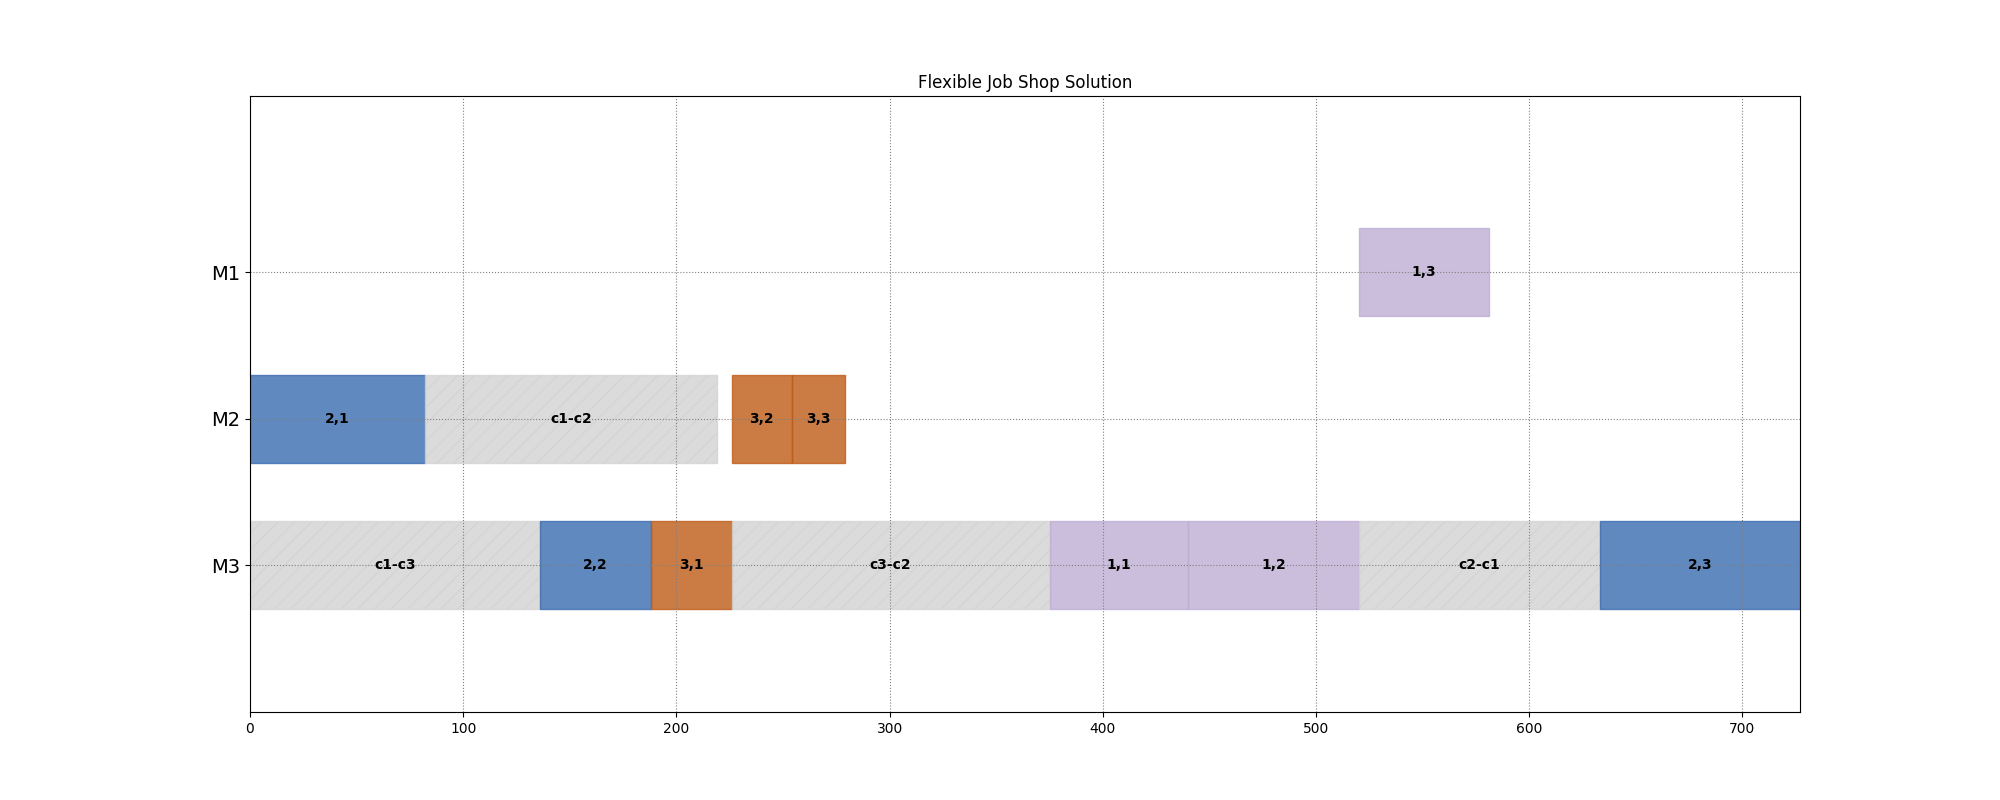 Flexible Job Shop Solution
M1
1,3
M2
2,1
c1-c2
3,2
3,3
M3
c1-c3
2,2
3,1
c3-c2
1,1
1,2
c2-c1
2,3
0
100
200
300
400
500
600
700